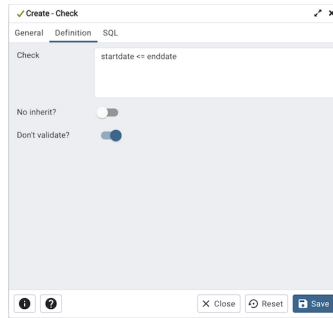 Create - Check
General Definition SQL
Check startdate <= enddate
No inherit?
Don't validate?
Close Reset Save